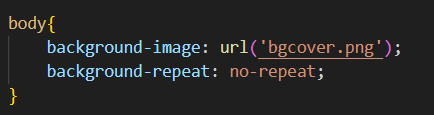 body{
    background-image: url('bgcover.png');
    background-repeat: no-repeat;
}